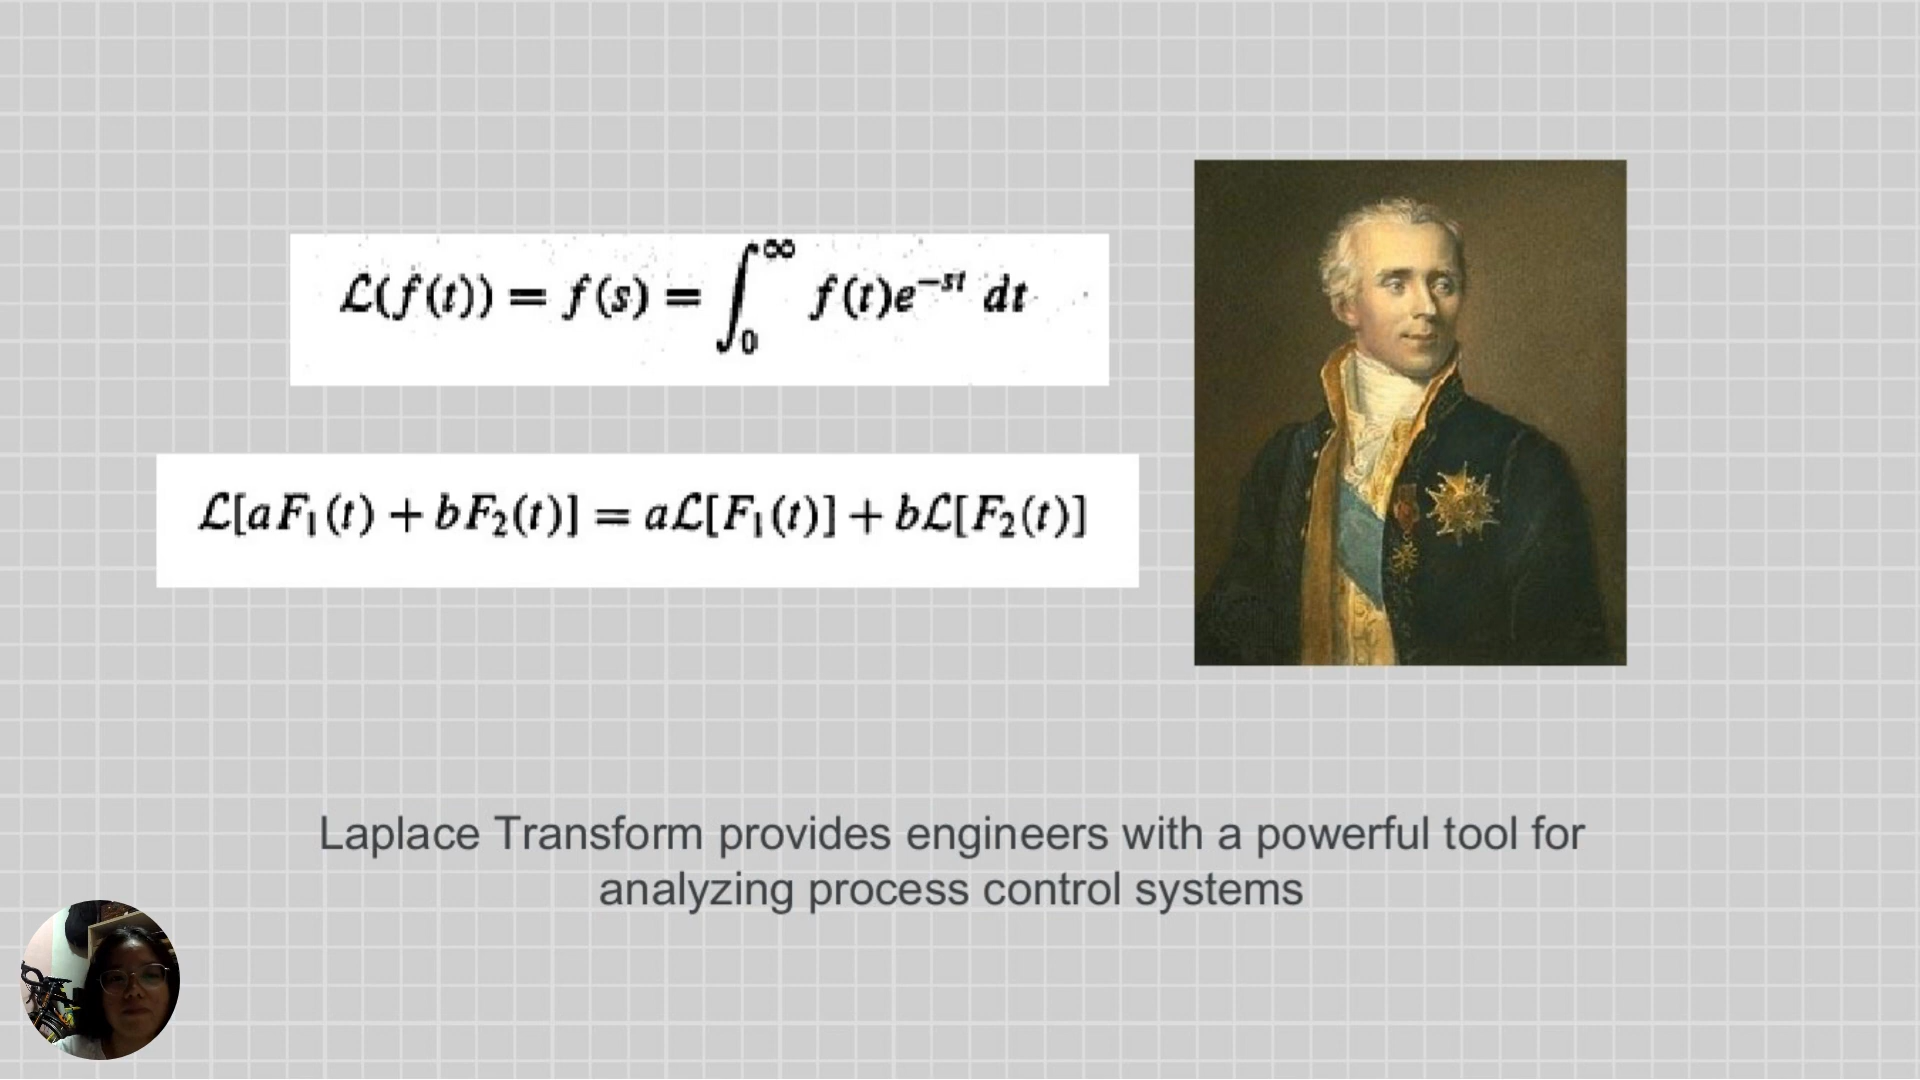 ℒ(f(t)) = f(s) = ∫₀^∞ f(t)e^{-st} dt
ℒ[aF₁(t) + bF₂(t)] = aℒ[F₁(t)] + bℒ[F₂(t)]
Laplace Transform provides engineers with a powerful tool for
analyzing process control systems